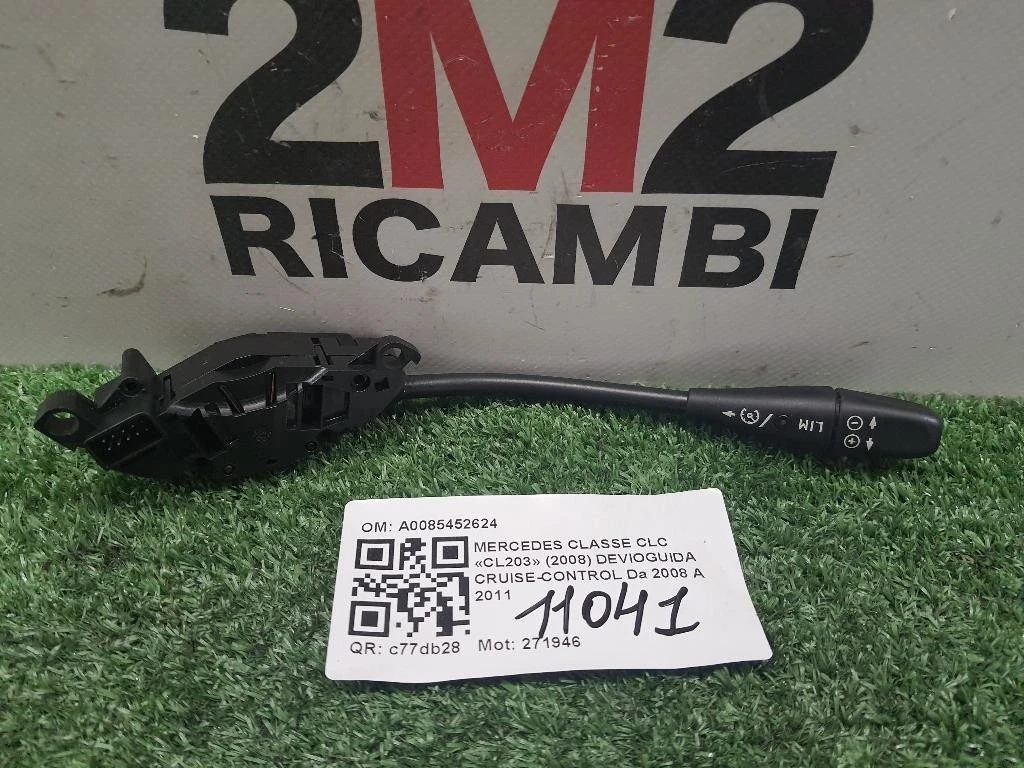 2M2
RICAMBI
LIM
OM: A0085452624
MERCEDES CLASSE CLC
«CL203» (2008) DEVIOGUIDA
CRUISE-CONTROL Da 2008 A
2011
11041
QR: c77db28 Mot: 271946